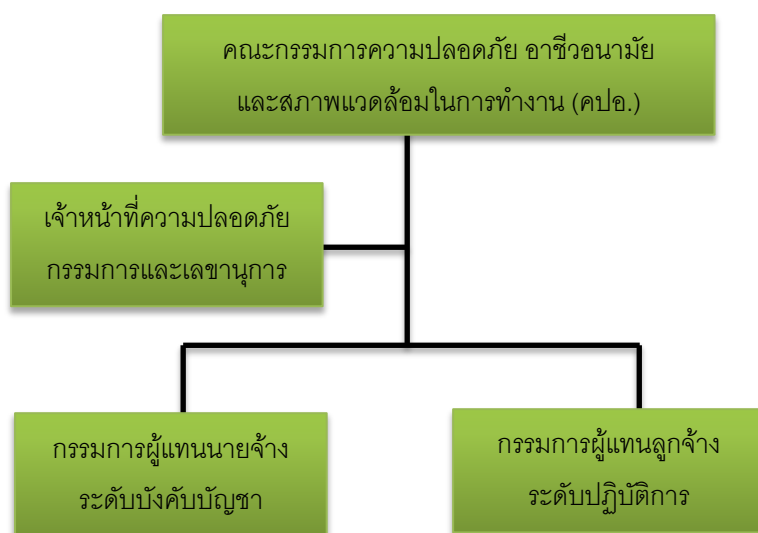 คณะกรรมการความปลอดภัย อาชีวอนามัย
และสภาพแวดล้อมในการทำงาน (คปอ.)
เจ้าหน้าที่ความปลอดภัย
กรรมการและเลขานุการ
กรรมการผู้แทนนายจ้าง
ระดับบังคับบัญชา
กรรมการผู้แทนลูกจ้าง
ระดับปฏิบัติการ